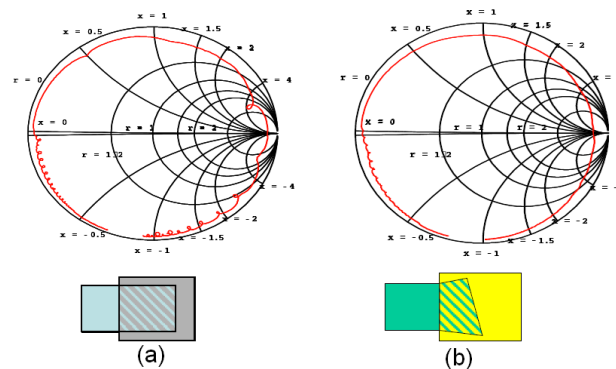 x = 1
x = 0.5
x = 1.5
x = 2
x = 4
r = 0
x = 0
r = 2
r = 1.2
x = -4
x = -2
x = -0.5
x = -1.5
x = -1
(a)
x = 1
x = 0.5
x = 1.5
x = 2
r = 0
x = 0
r = 1
r = 2
r = 1.2
x = -2
x = -0.5
x = -1.5
x = -1
(b)